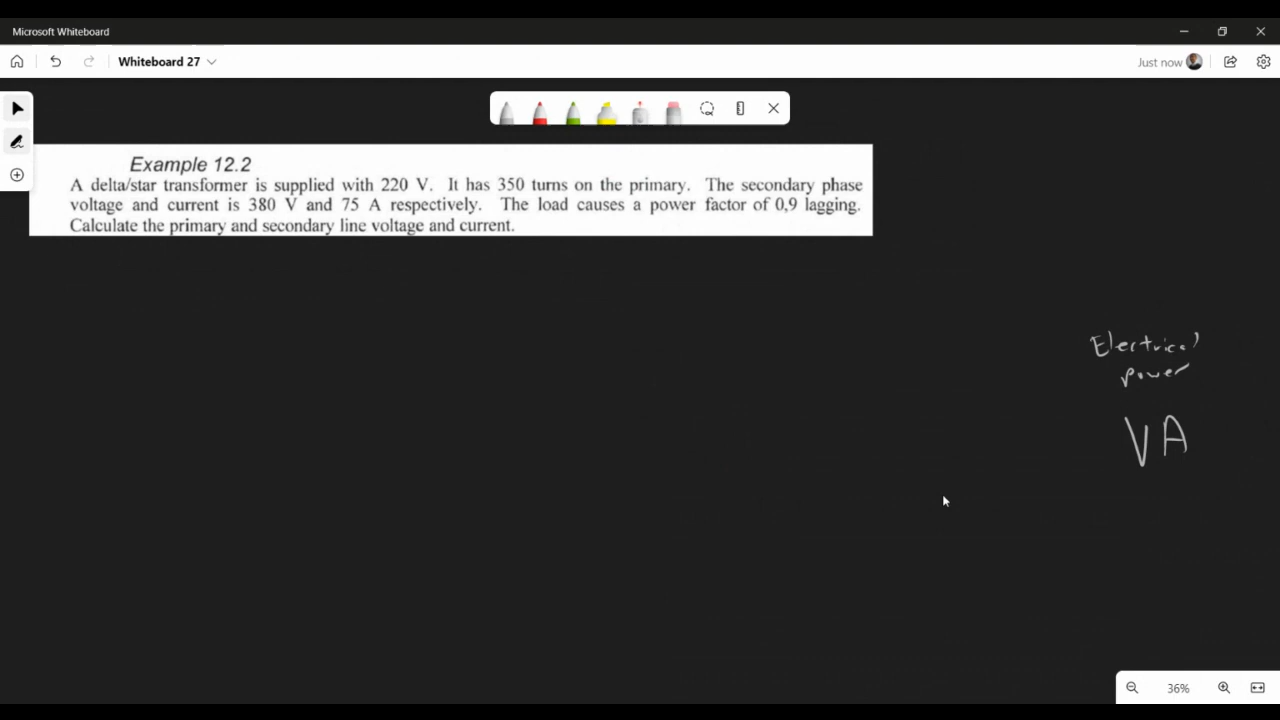 Microsoft Whiteboard
Whiteboard 27
Just now
Example 12.2
A delta/star transformer is supplied with 220 V. It has 350 turns on the primary. The secondary phase
voltage and current is 380 V and 75 A respectively. The load causes a power factor of 0,9 lagging.
Calculate the primary and secondary line voltage and current.
Electrical
power
VA
36%